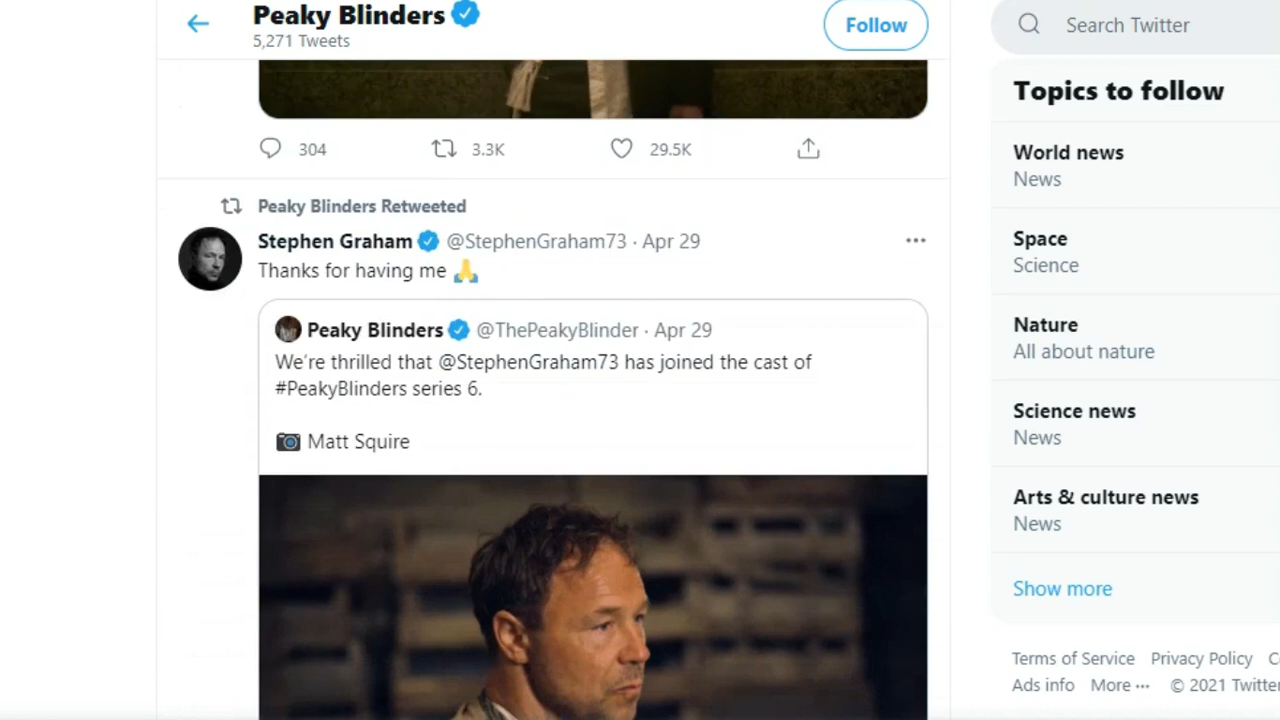 Peaky Blinders
5,271 Tweets
Follow
Search Twitter
304
3.3K
29.5K
Peaky Blinders Retweeted
Stephen Graham @StephenGraham73 · Apr 29
Thanks for having me 🙏
Peaky Blinders @ThePeakyBlinder · Apr 29
We're thrilled that @StephenGraham73 has joined the cast of
#PeakyBlinders series 6.
📷 Matt Squire
Topics to follow
World news
News
Space
Science
Nature
All about nature
Science news
News
Arts & culture news
News
Show more
Terms of Service Privacy Policy
Ads info More ··· © 2021 Twitter